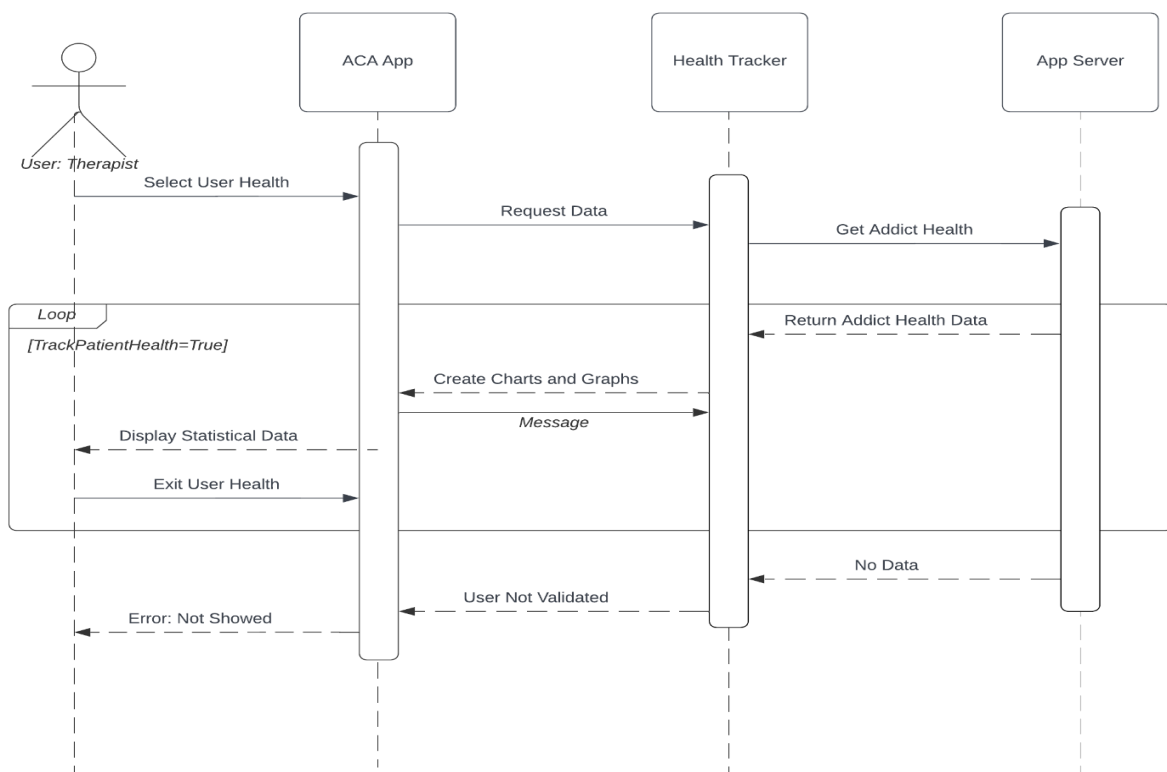 ACA App
Health Tracker
App Server
User: Therapist
Select User Health
Request Data
Get Addict Health
Loop
[TrackPatientHealth=True]
Return Addict Health Data
Create Charts and Graphs
Message
Display Statistical Data
Exit User Health
No Data
User Not Validated
Error: Not Showed